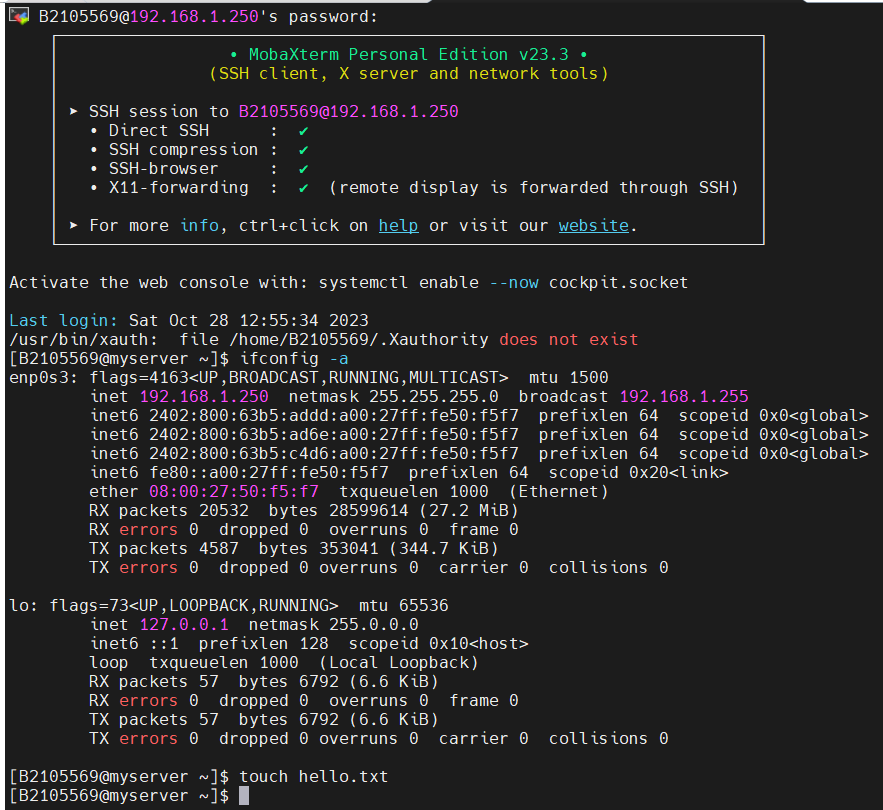 B2105569@192.168.1.250's password:
• MobaXterm Personal Edition v23.3 •
(SSH client, X server and network tools)
➤ SSH session to B2105569@192.168.1.250
• Direct SSH : ✔
• SSH compression : ✔
• SSH-browser : ✔
• X11-forwarding : ✔ (remote display is forwarded through SSH)
➤ For more info, ctrl+click on help or visit our website.
Activate the web console with: systemctl enable --now cockpit.socket
Last login: Sat Oct 28 12:55:34 2023
/usr/bin/xauth: file /home/B2105569/.Xauthority does not exist
[B2105569@myserver ~]$ ifconfig -a
enp0s3: flags=4163<UP,BROADCAST,RUNNING,MULTICAST> mtu 1500
inet 192.168.1.250 netmask 255.255.255.0 broadcast 192.168.1.255
inet6 2402:800:63b5:addd:a00:27ff:fe50:f5f7 prefixlen 64 scopeid 0x0<global>
inet6 2402:800:63b5:ad6e:a00:27ff:fe50:f5f7 prefixlen 64 scopeid 0x0<global>
inet6 2402:800:63b5:c4d6:a00:27ff:fe50:f5f7 prefixlen 64 scopeid 0x0<global>
inet6 fe80::a00:27ff:fe50:f5f7 prefixlen 64 scopeid 0x20<link>
ether 08:00:27:50:f5:f7 txqueuelen 1000 (Ethernet)
RX packets 20532 bytes 28599614 (27.2 MiB)
RX errors 0 dropped 0 overruns 0 frame 0
TX packets 4587 bytes 353041 (344.7 KiB)
TX errors 0 dropped 0 overruns 0 carrier 0 collisions 0
lo: flags=73<UP,LOOPBACK,RUNNING> mtu 65536
inet 127.0.0.1 netmask 255.0.0.0
inet6 ::1 prefixlen 128 scopeid 0x10<host>
loop txqueuelen 1000 (Local Loopback)
RX packets 57 bytes 6792 (6.6 KiB)
RX errors 0 dropped 0 overruns 0 frame 0
TX packets 57 bytes 6792 (6.6 KiB)
TX errors 0 dropped 0 overruns 0 carrier 0 collisions 0
[B2105569@myserver ~]$ touch hello.txt
[B2105569@myserver ~]$